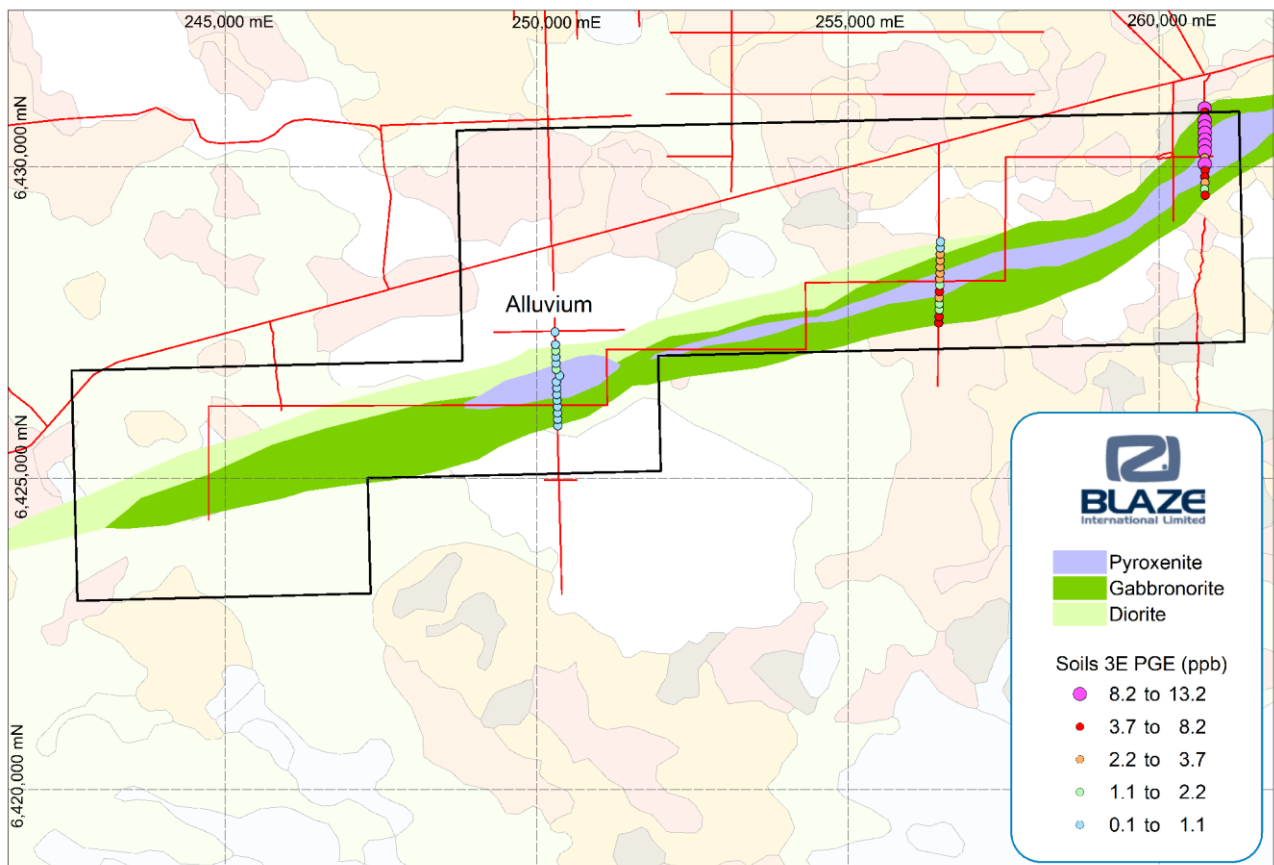 245,000 mE
250,000 mE
255,000 mE
260,000 mE
6,430,000 mN
6,425,000 mN
6,420,000 mN
Alluvium
BLAZE
International Limited
Pyroxenite
Gabbronorite
Diorite
Soils 3E PGE (ppb)
8.2 to 13.2
3.7 to 8.2
2.2 to 3.7
1.1 to 2.2
0.1 to 1.1